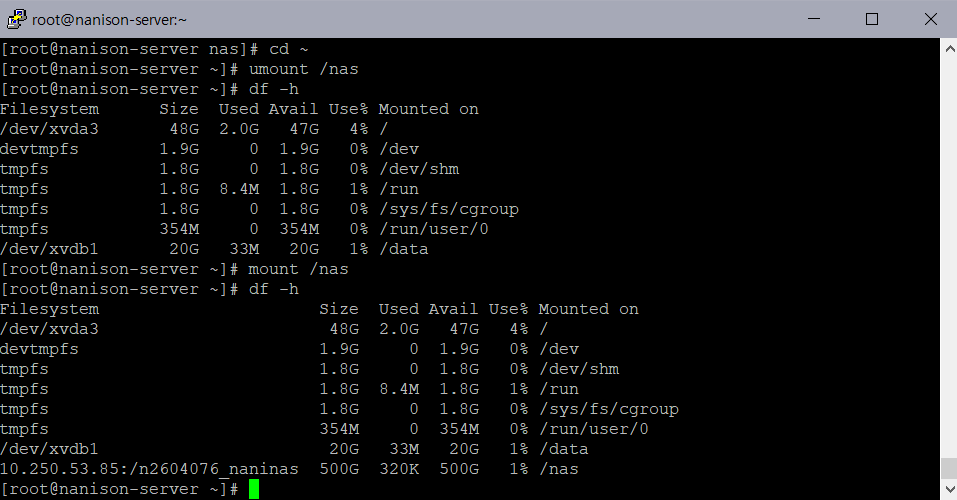 root@nanison-server:~
[root@nanison-server nas]# cd ~
[root@nanison-server ~]# umount /nas
[root@nanison-server ~]# df -h
Filesystem      Size  Used Avail Use% Mounted on
/dev/xvda3       48G  2.0G   47G   4% /
devtmpfs        1.9G     0  1.9G   0% /dev
tmpfs           1.8G     0  1.8G   0% /dev/shm
tmpfs           1.8G  8.4M  1.8G   1% /run
tmpfs           1.8G     0  1.8G   0% /sys/fs/cgroup
tmpfs           354M     0  354M   0% /run/user/0
/dev/xvdb1       20G   33M   20G   1% /data
[root@nanison-server ~]# mount /nas
[root@nanison-server ~]# df -h
Filesystem                      Size  Used Avail Use% Mounted on
/dev/xvda3                       48G  2.0G   47G   4% /
devtmpfs                        1.9G     0  1.9G   0% /dev
tmpfs                           1.8G     0  1.8G   0% /dev/shm
tmpfs                           1.8G  8.4M  1.8G   1% /run
tmpfs                           1.8G     0  1.8G   0% /sys/fs/cgroup
tmpfs                           354M     0  354M   0% /run/user/0
/dev/xvdb1                       20G   33M   20G   1% /data
10.250.53.85:/n2604076_naninas  500G  320K  500G   1% /nas
[root@nanison-server ~]#